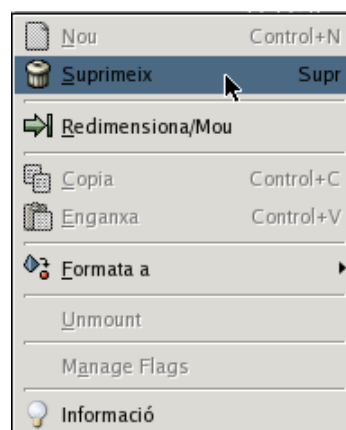 Nou Control+N
Suprimeix Supr
Redimensiona/Mou
Copia Control+C
Enganxa Control+V
Formata a
Unmount
Manage Flags
Informació